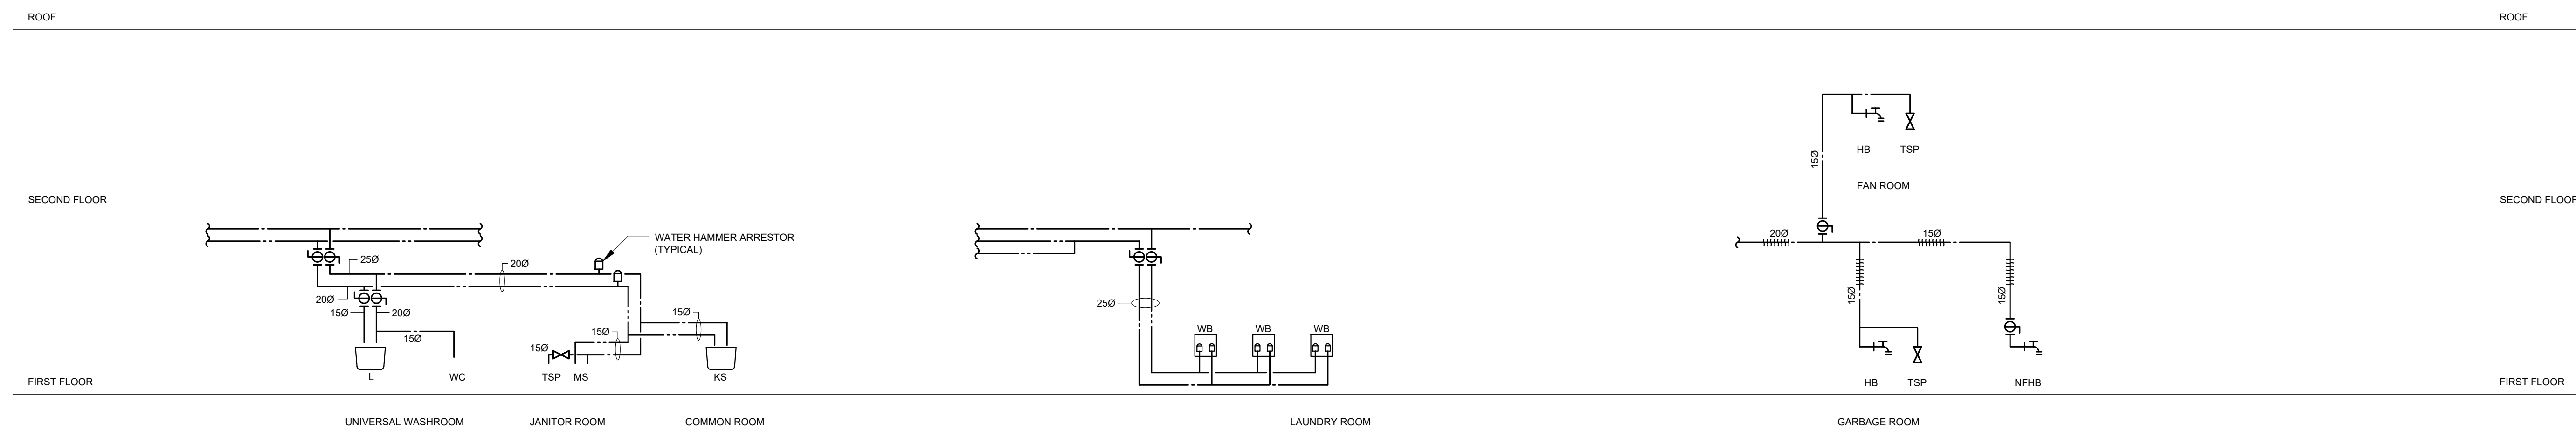 ROOF
ROOF
HB
TSP
15Ø
FAN ROOM
SECOND FLOOR
SECOND FLOOR
25Ø
20Ø
WATER HAMMER ARRESTOR
(TYPICAL)
20Ø
15Ø
20Ø
15Ø
15Ø
15Ø
15Ø
L
WC
TSP
MS
KS
25Ø
WB
WB
WB
20Ø
15Ø
15Ø
15Ø
HB
TSP
NFHB
FIRST FLOOR
FIRST FLOOR
UNIVERSAL WASHROOM
JANITOR ROOM
COMMON ROOM
LAUNDRY ROOM
GARBAGE ROOM